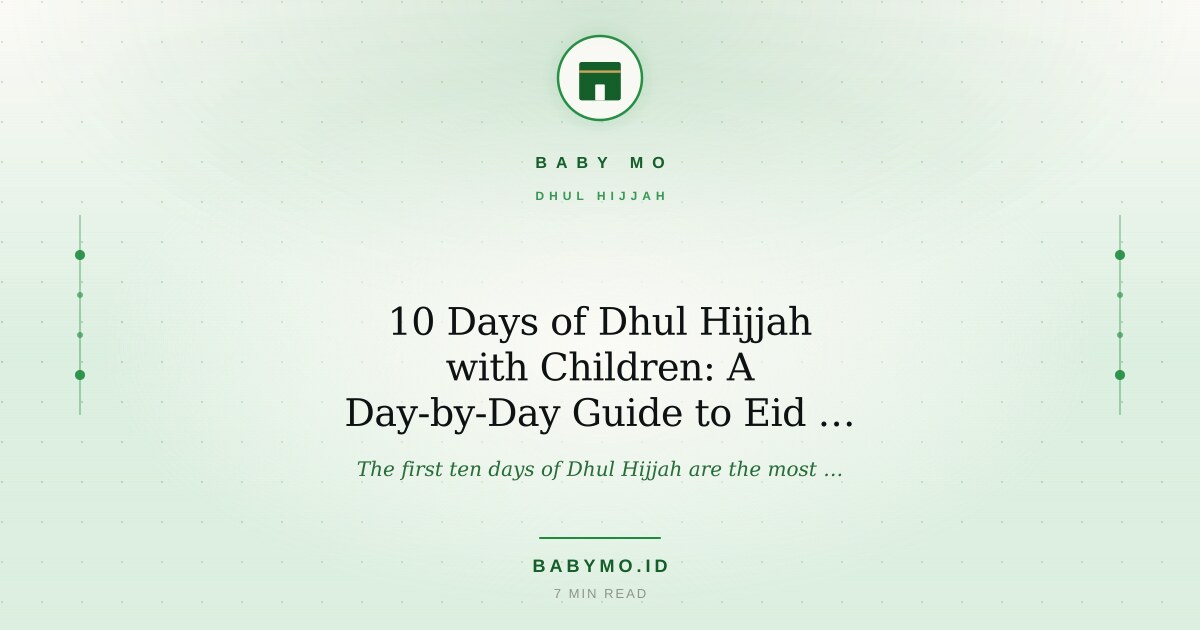 BABY MO
DHUL HIJJAH
10 Days of Dhul Hijjah
with Children: A
Day-by-Day Guide to Eid …
The first ten days of Dhul Hijjah are the most …
BABYMO.ID
7 MIN READ